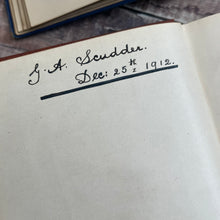 G. A. Scudder.
Dec: 25th 1912.